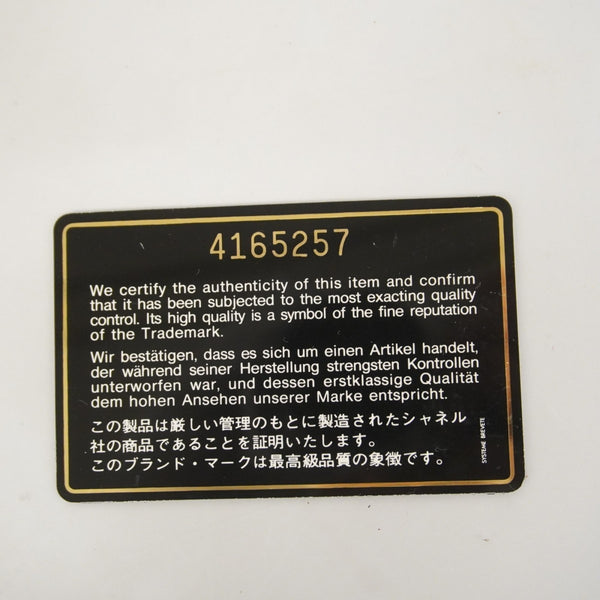 4165257
We certify the authenticity of this item and confirm
that it has been subjected to the most exacting quality
control. Its high quality is a symbol of the fine reputation
of the Trademark.
Wir bestätigen, dass es sich um einen Artikel handelt,
der während seiner Herstellung strengsten Kontrollen
unterworfen war, und dessen erstklassige Qualität
dem hohen Ansehen unserer Marke entspricht.
この製品は厳しい管理のもとに製造されたシャネル
社の商品であることを証明いたします。
このブランド・マークは最高級品質の象徴です。
SYSTEME BREVETE